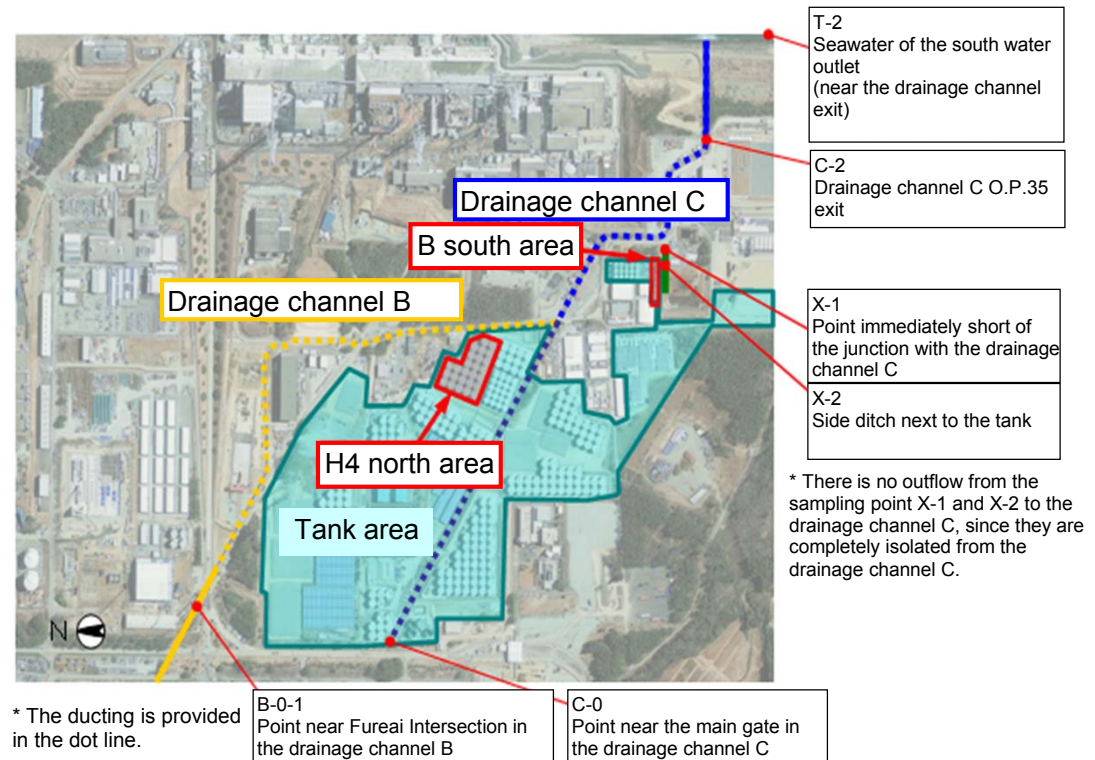 T-2
Seawater of the south water
outlet
(near the drainage channel
exit)
C-2
Drainage channel C O.P.35
exit
Drainage channel C
B south area
Drainage channel B
X-1
Point immediately short of
the junction with the drainage
channel C
X-2
Side ditch next to the tank
H4 north area
* There is no outflow from the
sampling point X-1 and X-2 to the
drainage channel C, since they are
completely isolated from the
drainage channel C.
Tank area
N
* The ducting is provided
in the dot line.
B-0-1
Point near Fureai Intersection in
the drainage channel B
C-0
Point near the main gate in
the drainage channel C